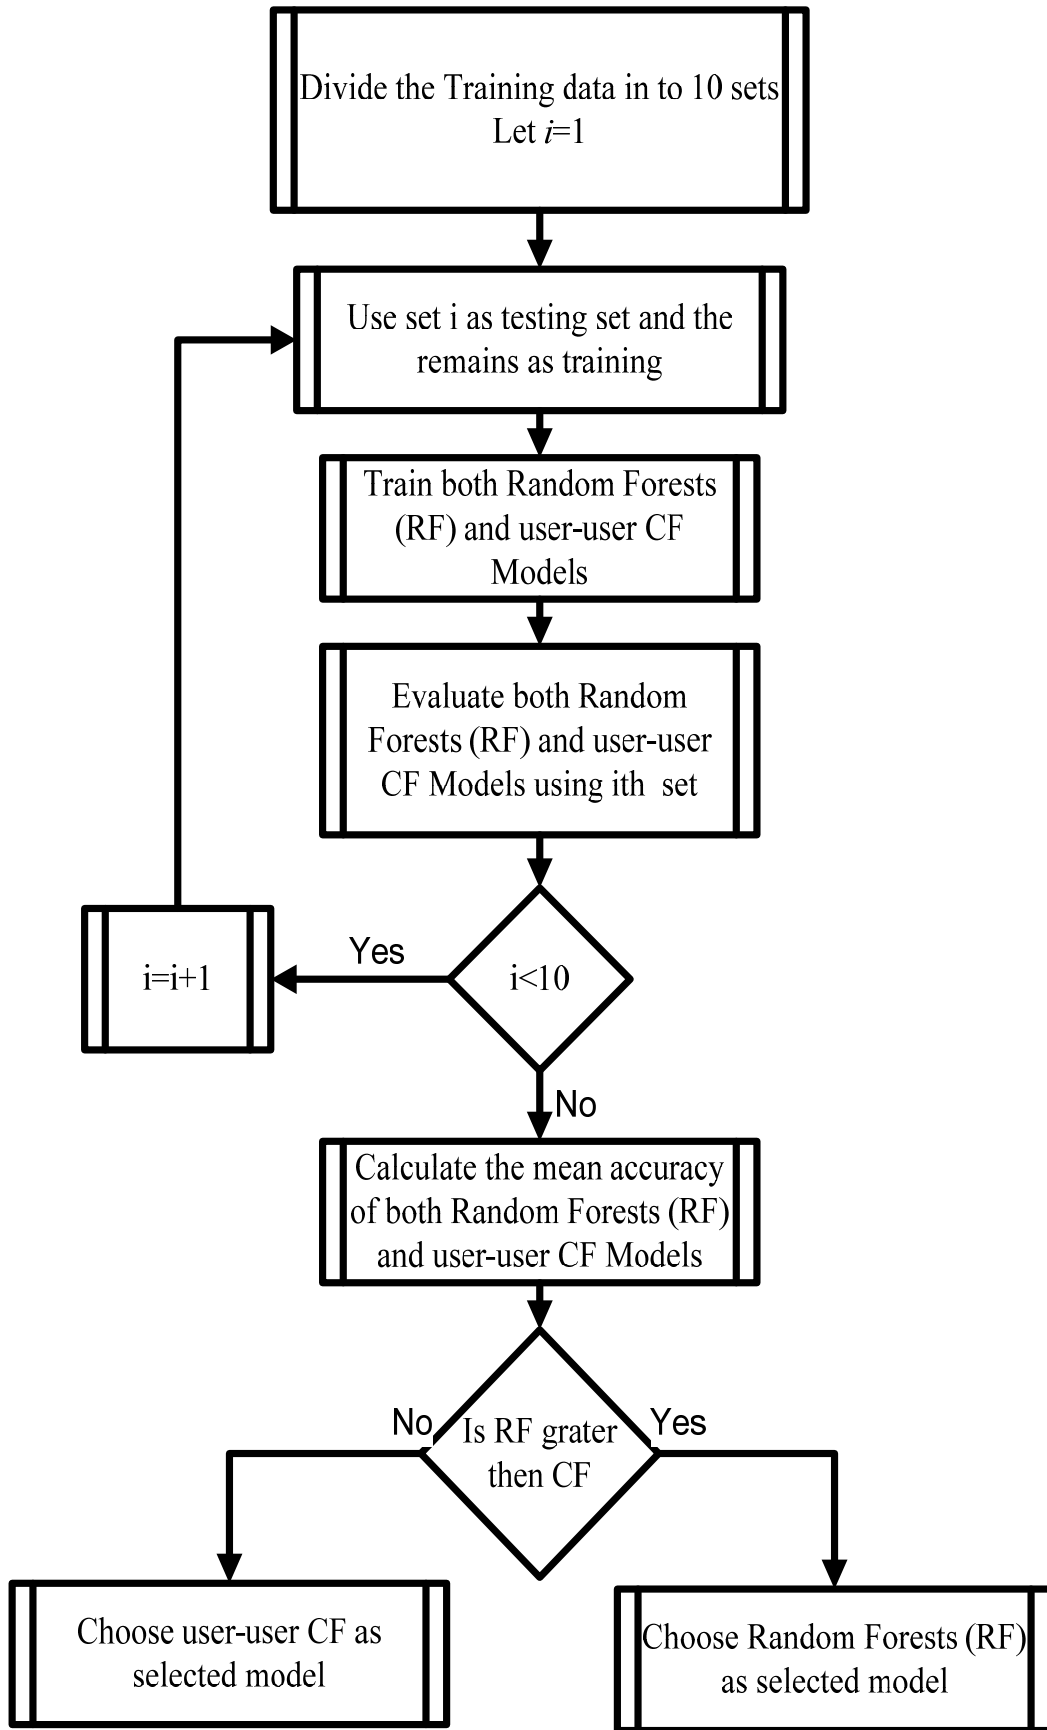 Divide the Training data in to 10 sets
Let i=1
Use set i as testing set and the
remains as training
Train both Random Forests
(RF) and user-user CF
Models
Evaluate both Random
Forests (RF) and user-user
CF Models using ith  set
Yes
i=i+1
i<10
No
Calculate the mean accuracy
of both Random Forests (RF)
and user-user CF Models
No
Yes
Is RF grater
then CF
Choose user-user CF as
selected model
Choose Random Forests (RF)
as selected model